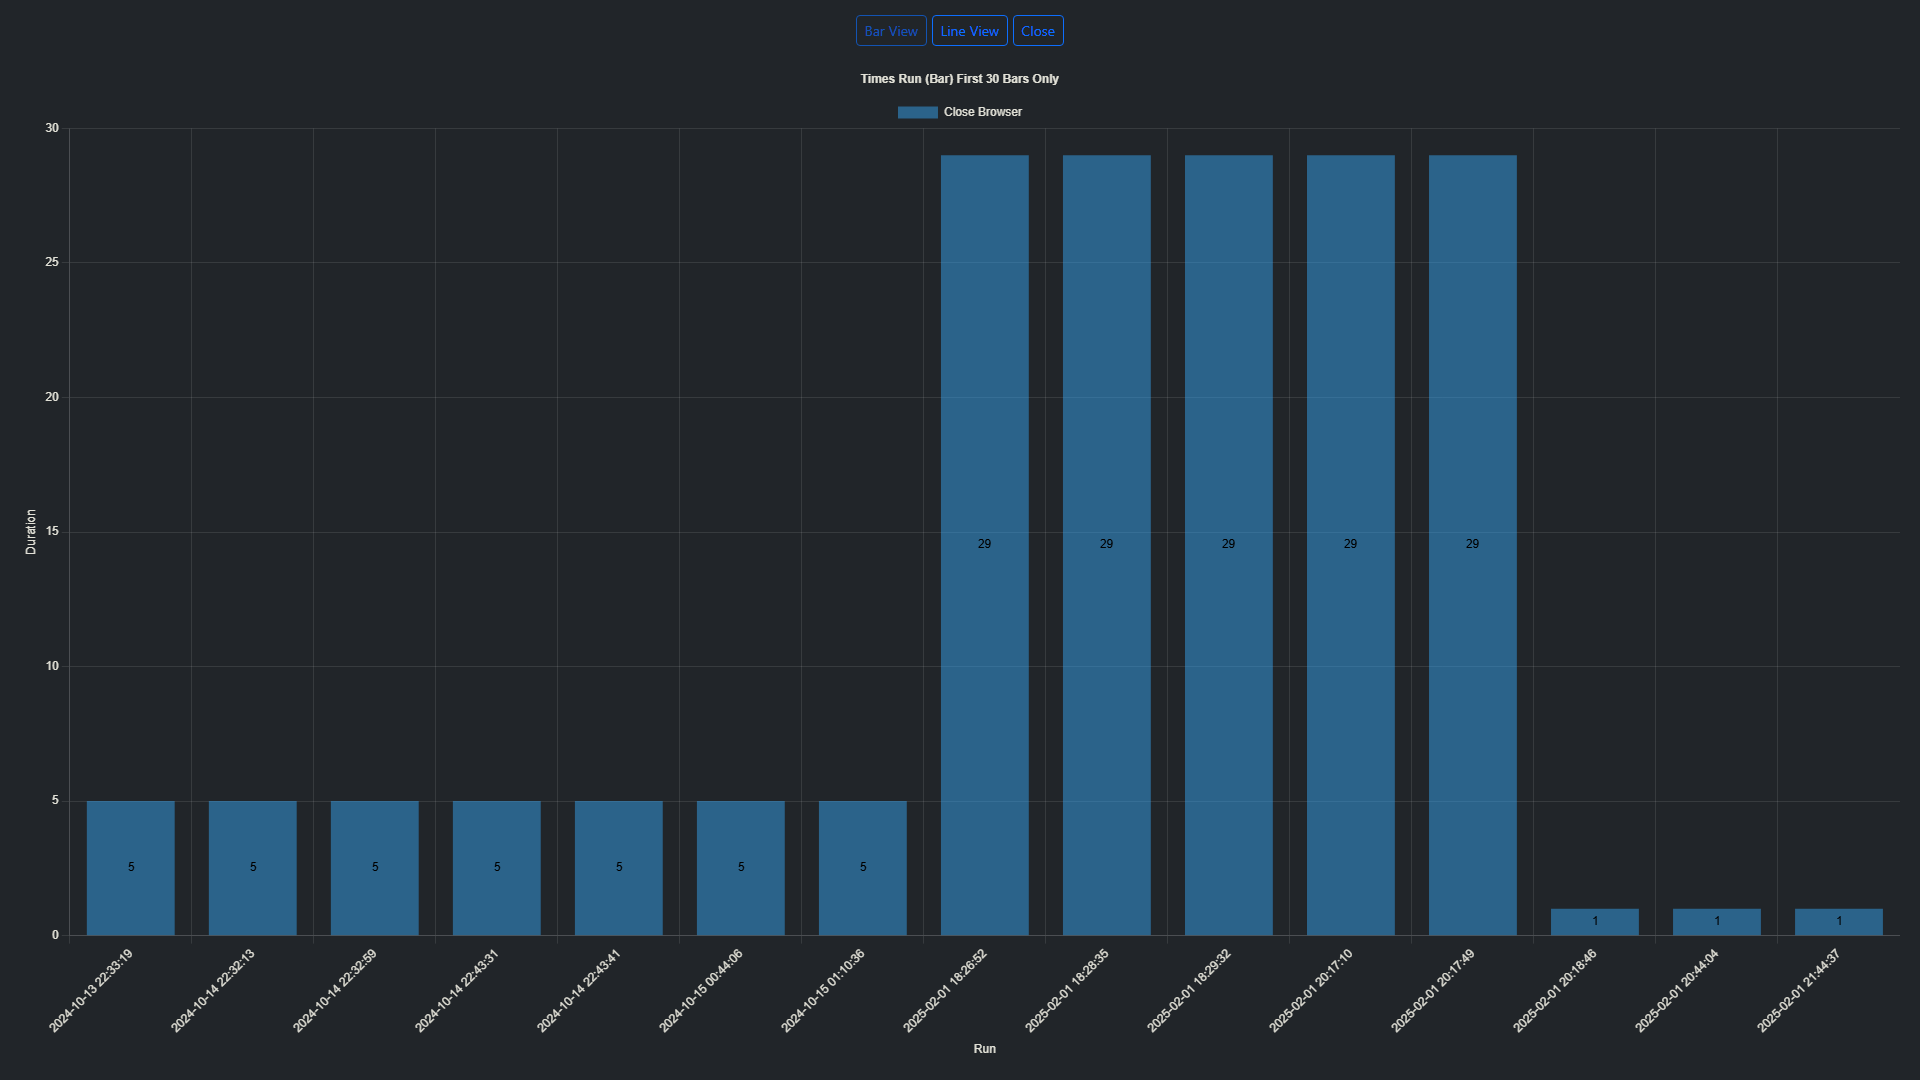 Bar View Line View Close
Times Run (Bar) First 30 Bars Only
Close Browser
30
25
20
15
10
5
0
Duration
29 29 29 29 29
5 5 5 5 5 5 5
1 1 1
2024-10-13 22:33:19
2024-10-14 22:32:13
2024-10-14 22:32:59
2024-10-14 22:43:31
2024-10-14 22:43:41
2024-10-15 00:44:06
2024-10-15 01:10:36
2025-02-01 18:26:52
2025-02-01 18:28:35
2025-02-01 18:29:32
2025-02-01 20:17:10
2025-02-01 20:17:49
2025-02-01 20:18:46
2025-02-01 20:44:04
2025-02-01 21:44:37
Run